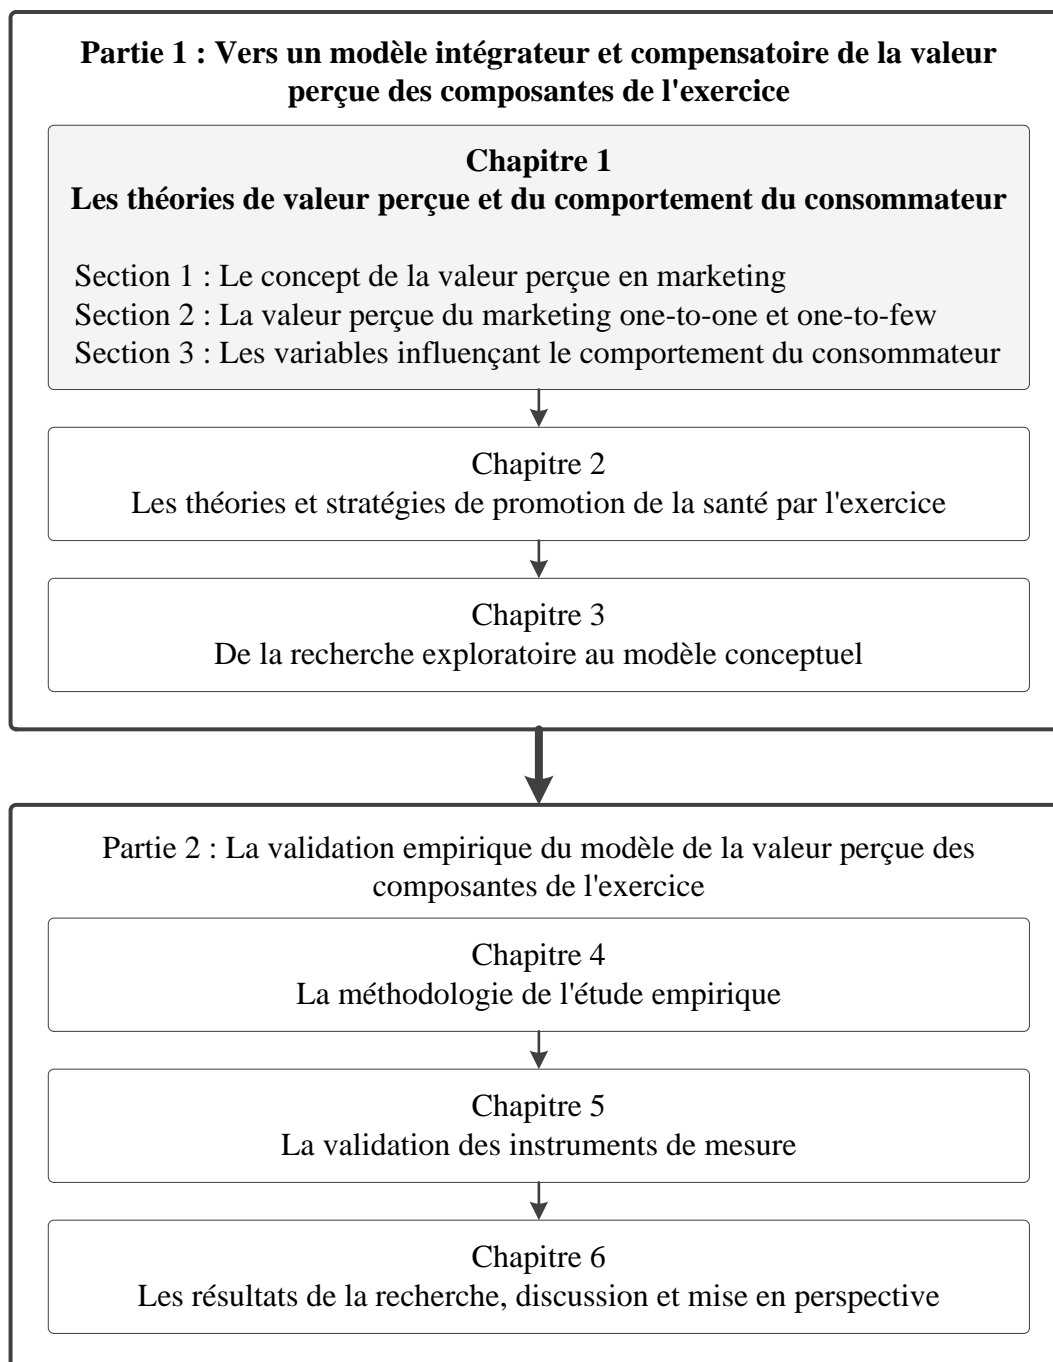 Partie 1 : Vers un modèle intégrateur et compensatoire de la valeur
perçue des composantes de l'exercice
Chapitre 1
Les théories de valeur perçue et du comportement du consommateur
Section 1 : Le concept de la valeur perçue en marketing
Section 2 : La valeur perçue du marketing one-to-one et one-to-few
Section 3 : Les variables influençant le comportement du consommateur
Chapitre 2
Les théories et stratégies de promotion de la santé par l'exercice
Chapitre 3
De la recherche exploratoire au modèle conceptuel
Partie 2 : La validation empirique du modèle de la valeur perçue des
composantes de l'exercice
Chapitre 4
La méthodologie de l'étude empirique
Chapitre 5
La validation des instruments de mesure
Chapitre 6
Les résultats de la recherche, discussion et mise en perspective